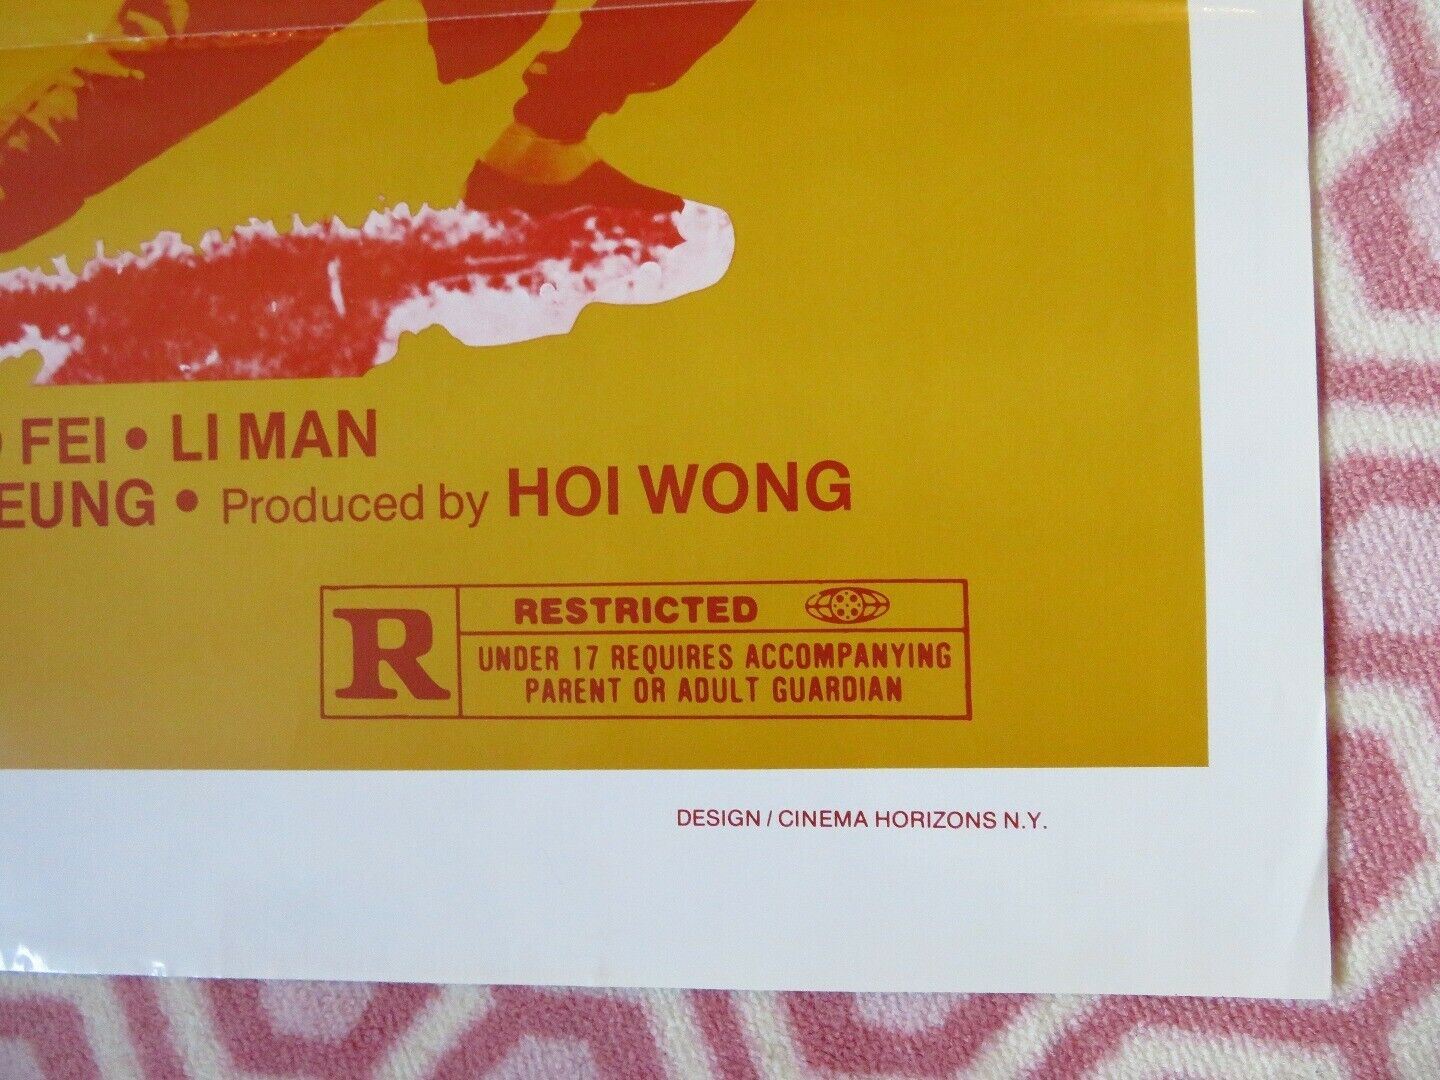 FEI • LI MAN
EUNG • Produced by HOI WONG
R
RESTRICTED
UNDER 17 REQUIRES ACCOMPANYING
PARENT OR ADULT GUARDIAN
DESIGN / CINEMA HORIZONS N.Y.